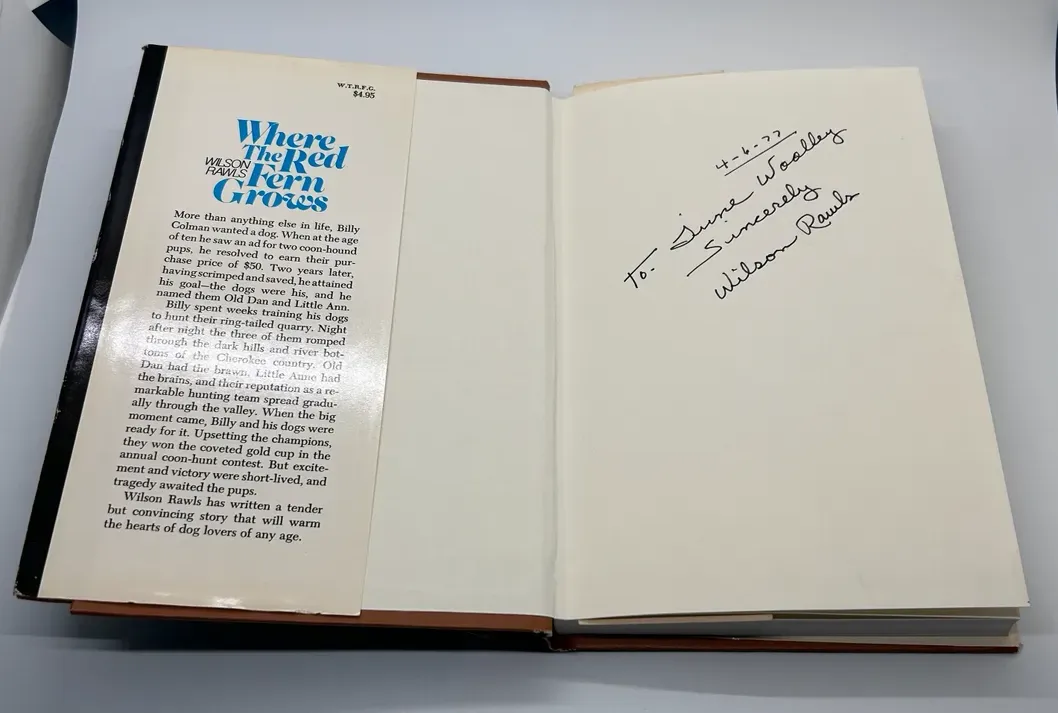 W.T.R.F.G.
$4.95
Where
The Red
WILSON
RAWLS
Fern
Grows
More than anything else in life, Billy
Colman wanted a dog. When at the age
of ten he saw an ad for two coon-hound
pups, he resolved to earn their pur-
chase price of $50. Two years later,
having scrimped and saved, he attained
his goal—the dogs were his, and he
named them Old Dan and Little Ann.
Billy spent weeks training his dogs
to hunt their ring-tailed quarry. Night
after night the three of them romped
through the dark hills and river bot-
toms of the Cherokee country. Old
Dan had the brawn, Little Anne had
the brains, and their reputation as a re-
markable hunting team spread gradu-
ally through the valley. When the big
moment came, Billy and his dogs were
ready for it. Upsetting the champions,
they won the coveted gold cup in the
annual coon-hunt contest. But excite-
ment and victory were short-lived, and
tragedy awaited the pups.
Wilson Rawls has written a tender
but convincing story that will warm
the hearts of dog lovers of any age.
4-6-77
To- June Woolley
Sincerely
Wilson Rawls